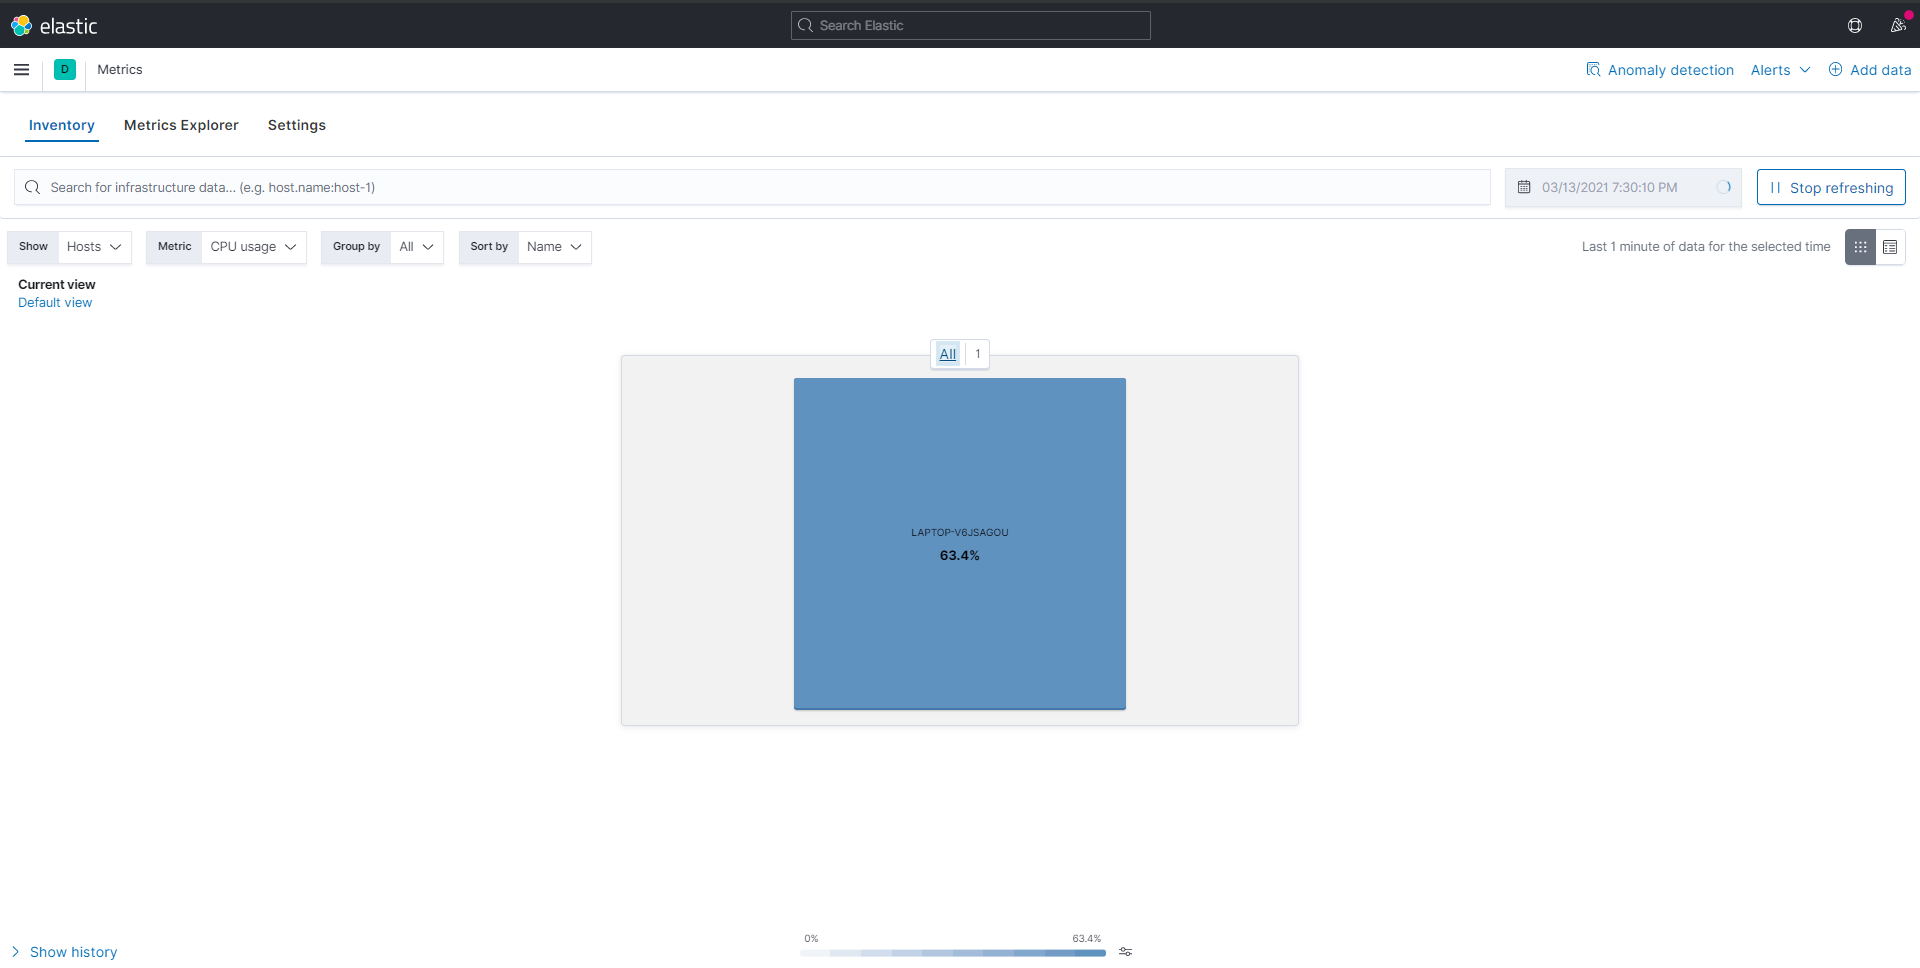 elastic
Search Elastic
D
Metrics
Anomaly detection
Alerts
Add data
Inventory
Metrics Explorer
Settings
Search for infrastructure data... (e.g. host.name:host-1)
03/13/2021 7:30:10 PM
Stop refreshing
Show Hosts
Metric CPU usage
Group by All
Sort by Name
Last 1 minute of data for the selected time
Current view
Default view
All 1
LAPTOP-V6JSAGOU
63.4%
0% 63.4%
Show history